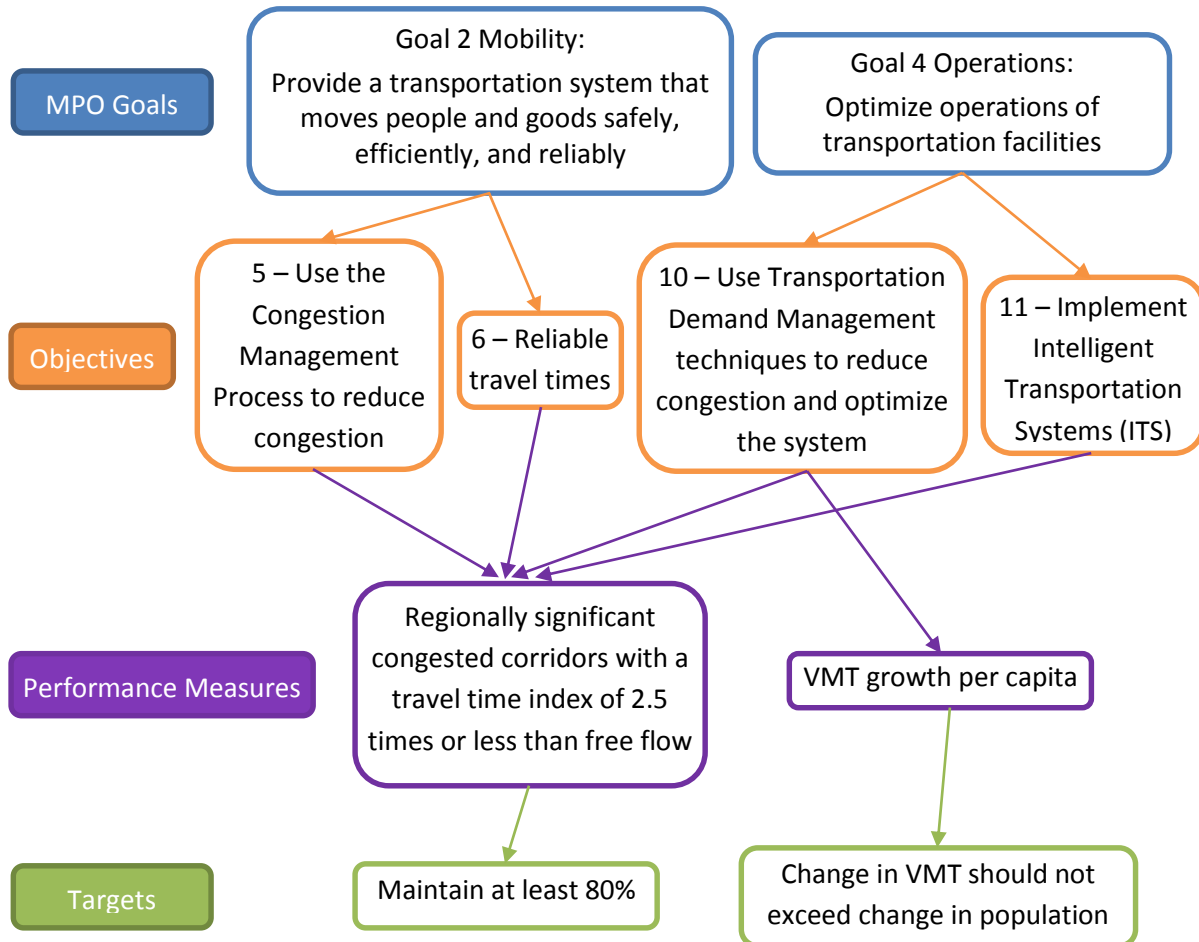 MPO Goals
Goal 2 Mobility:
Provide a transportation system that
moves people and goods safely,
efficiently, and reliably
Goal 4 Operations:
Optimize operations of
transportation facilities
Objectives
5 – Use the
Congestion
Management
Process to reduce
congestion
6 – Reliable
travel times
10 – Use Transportation
Demand Management
techniques to reduce
congestion and optimize
the system
11 – Implement
Intelligent
Transportation
Systems (ITS)
Performance Measures
Regionally significant
congested corridors with a
travel time index of 2.5
times or less than free flow
VMT growth per capita
Targets
Maintain at least 80%
Change in VMT should not
exceed change in population